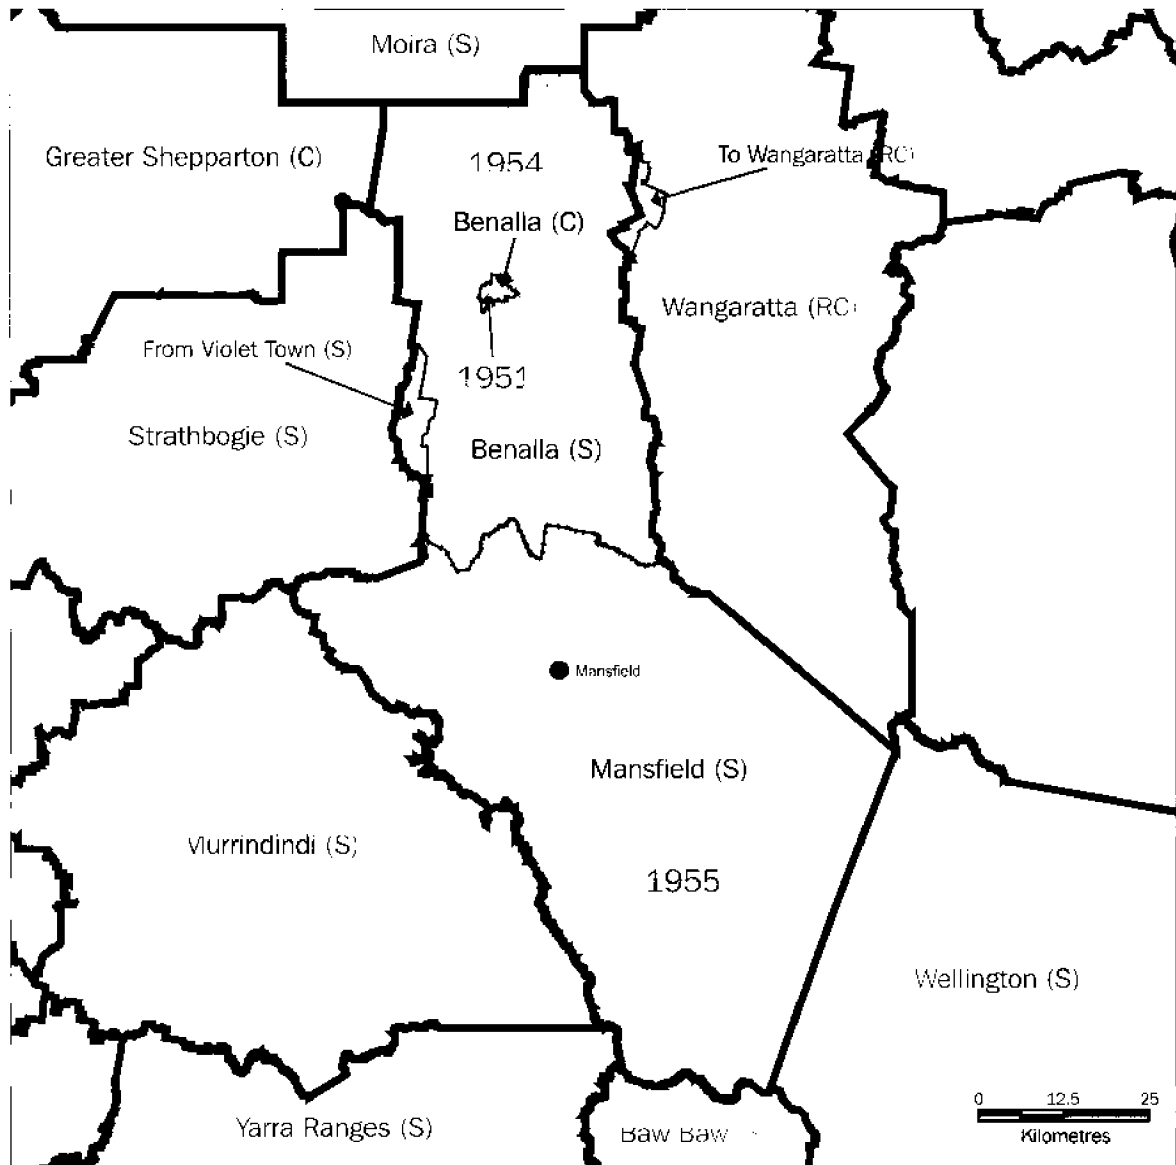 Moira (S)
Greater Shepparton (C)
1954
To Wangaratta (RC)
Benalla (C)
Wangaratta (RC)
From Violet Town (S)
1951
Strathbogie (S)
Benalla (S)
Mansfield
Mansfield (S)
Murrindindi (S)
1955
Wellington (S)
0 12.5 25
Kilometres
Yarra Ranges (S)
Baw Baw